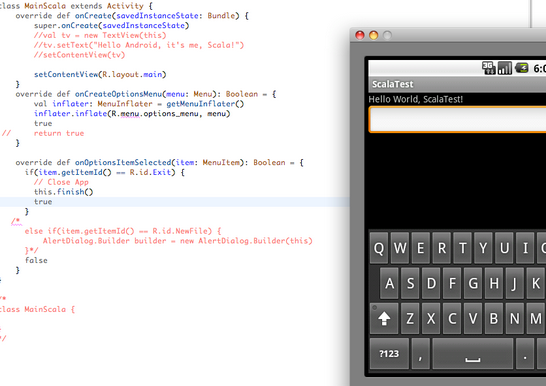 class MainScala extends Activity {
override def onCreate(savedInstanceState: Bundle) {
super.onCreate(savedInstanceState)
//val tv = new TextView(this)
//tv.setText("Hello Android, it's me, Scala!")
//setContentView(tv)
setContentView(R.layout.main)
}
override def onCreateOptionsMenu(menu: Menu): Boolean = {
val inflater: MenuInflater = getMenuInflater()
inflater.inflate(R.menu.options_menu, menu)
true
// return true
}
override def onOptionsItemSelected(item: MenuItem): Boolean = {
if(item.getItemId() == R.id.Exit) {
// Close App
this.finish()
true
}
/*
else if(item.getItemId() == R.id.NewFile) {
AlertDialog.Builder builder = new AlertDialog.Builder(this)
}*/
false
}
}
/*
class MainScala {
}
*/
3G
6:0
ScalaTest
Hello World, ScalaTest!
Q W E R T Y U I
A S D F G H J K
Z X C V B N M
?123 , .